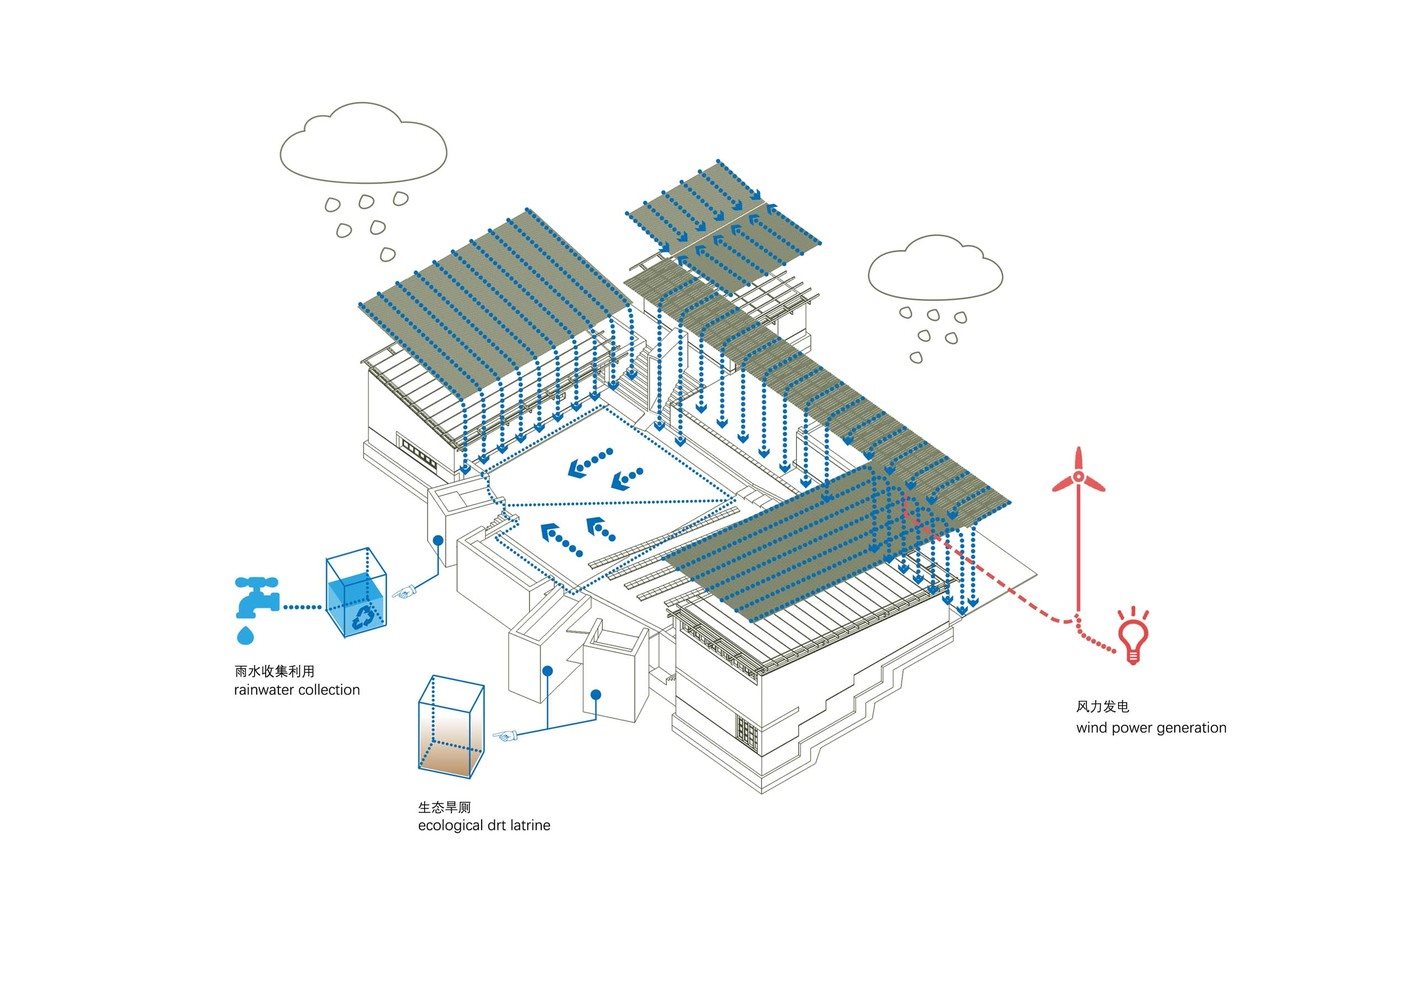 雨水收集利用
rainwater collection
生态旱厕
ecological drt latrine
风力发电
wind power generation